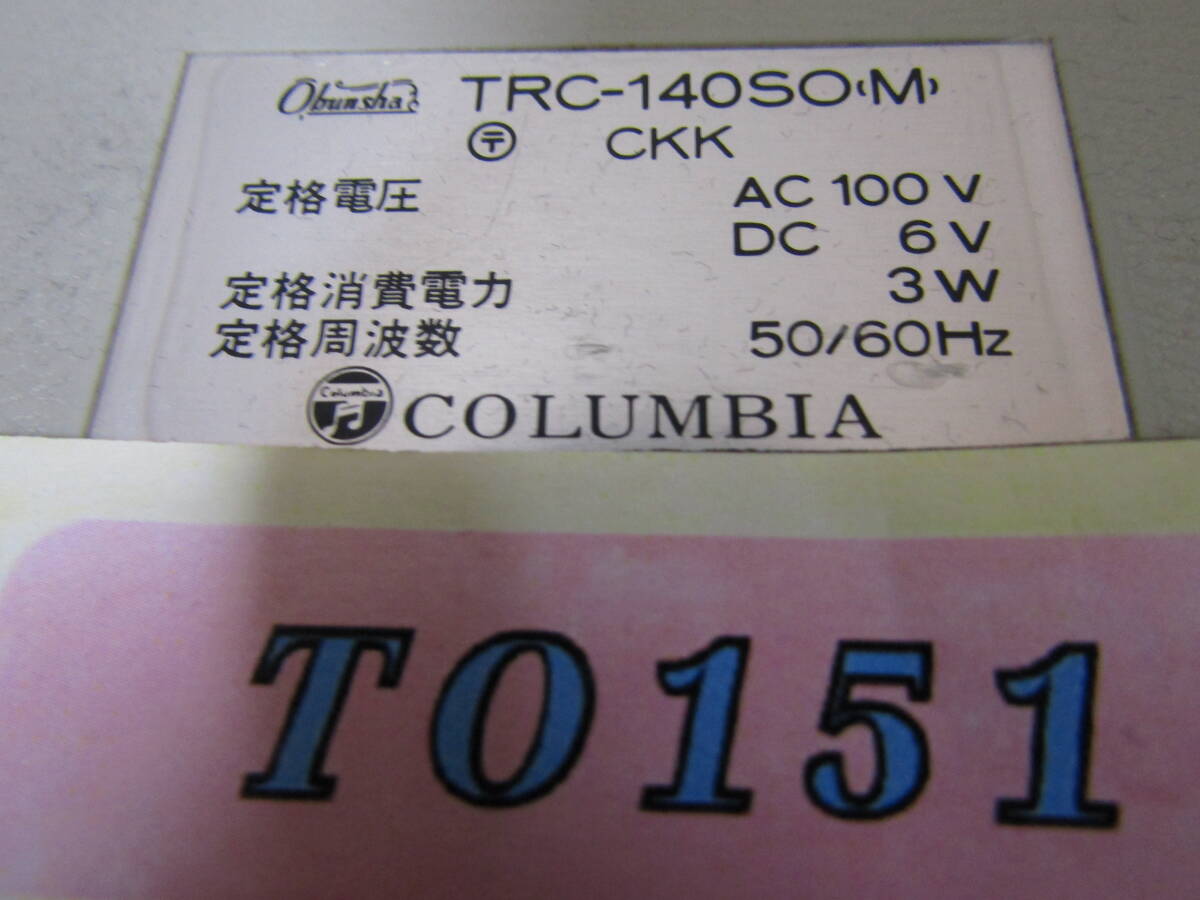 Obunsha TRC-140SO(M)
〒 CKK
定格電圧 AC 100 V
DC 6 V
定格消費電力 3 W
定格周波数 50/60Hz
Columbia COLUMBIA
TO151